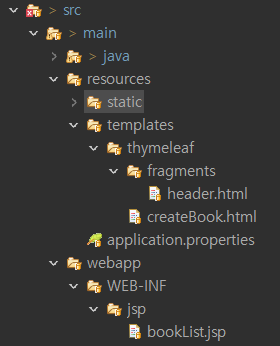 > src
> main
> java
resources
static
templates
thymeleaf
fragments
header.html
createBook.html
application.properties
webapp
WEB-INF
jsp
bookList.jsp